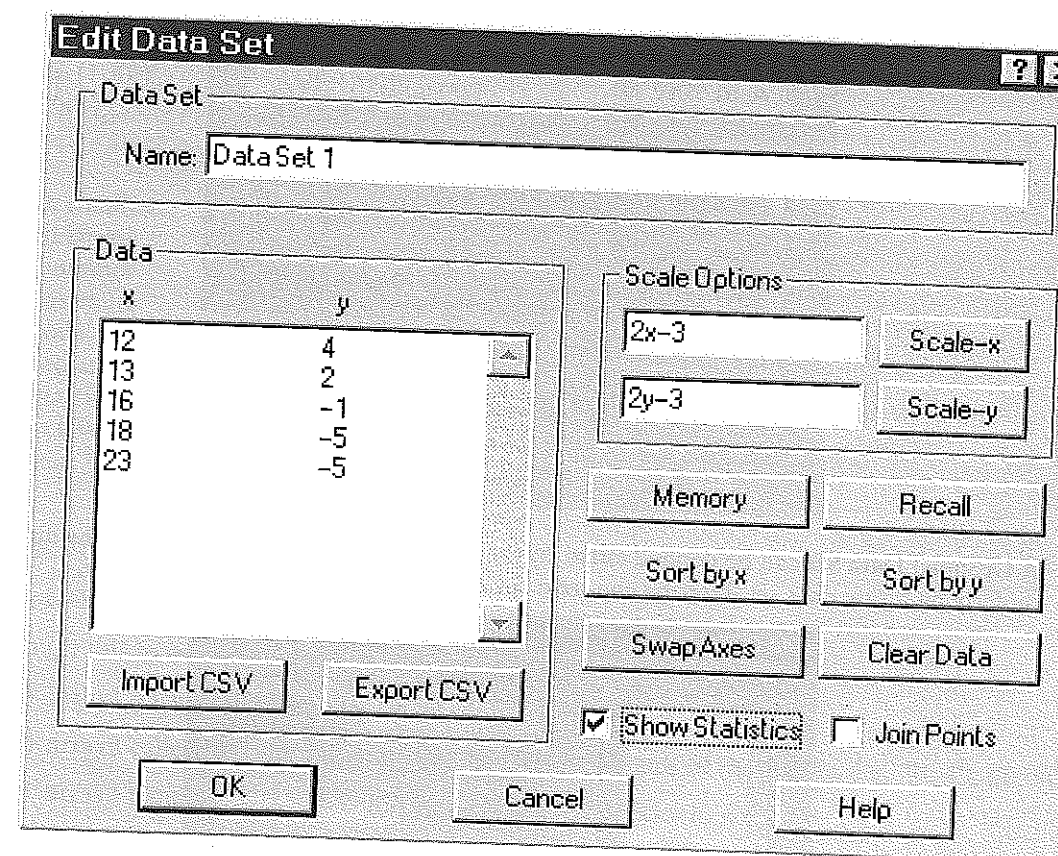 Edit Data Set
?
Data Set
Name: Data Set 1
Data
x y
12 4
13 2
16 -1
18 -5
23 -5
Import CSV Export CSV
Scale Options
2x-3 Scale-x
2y-3 Scale-y
Memory Recall
Sort by x Sort by y
Swap Axes Clear Data
Show Statistics Join Points
OK Cancel Help